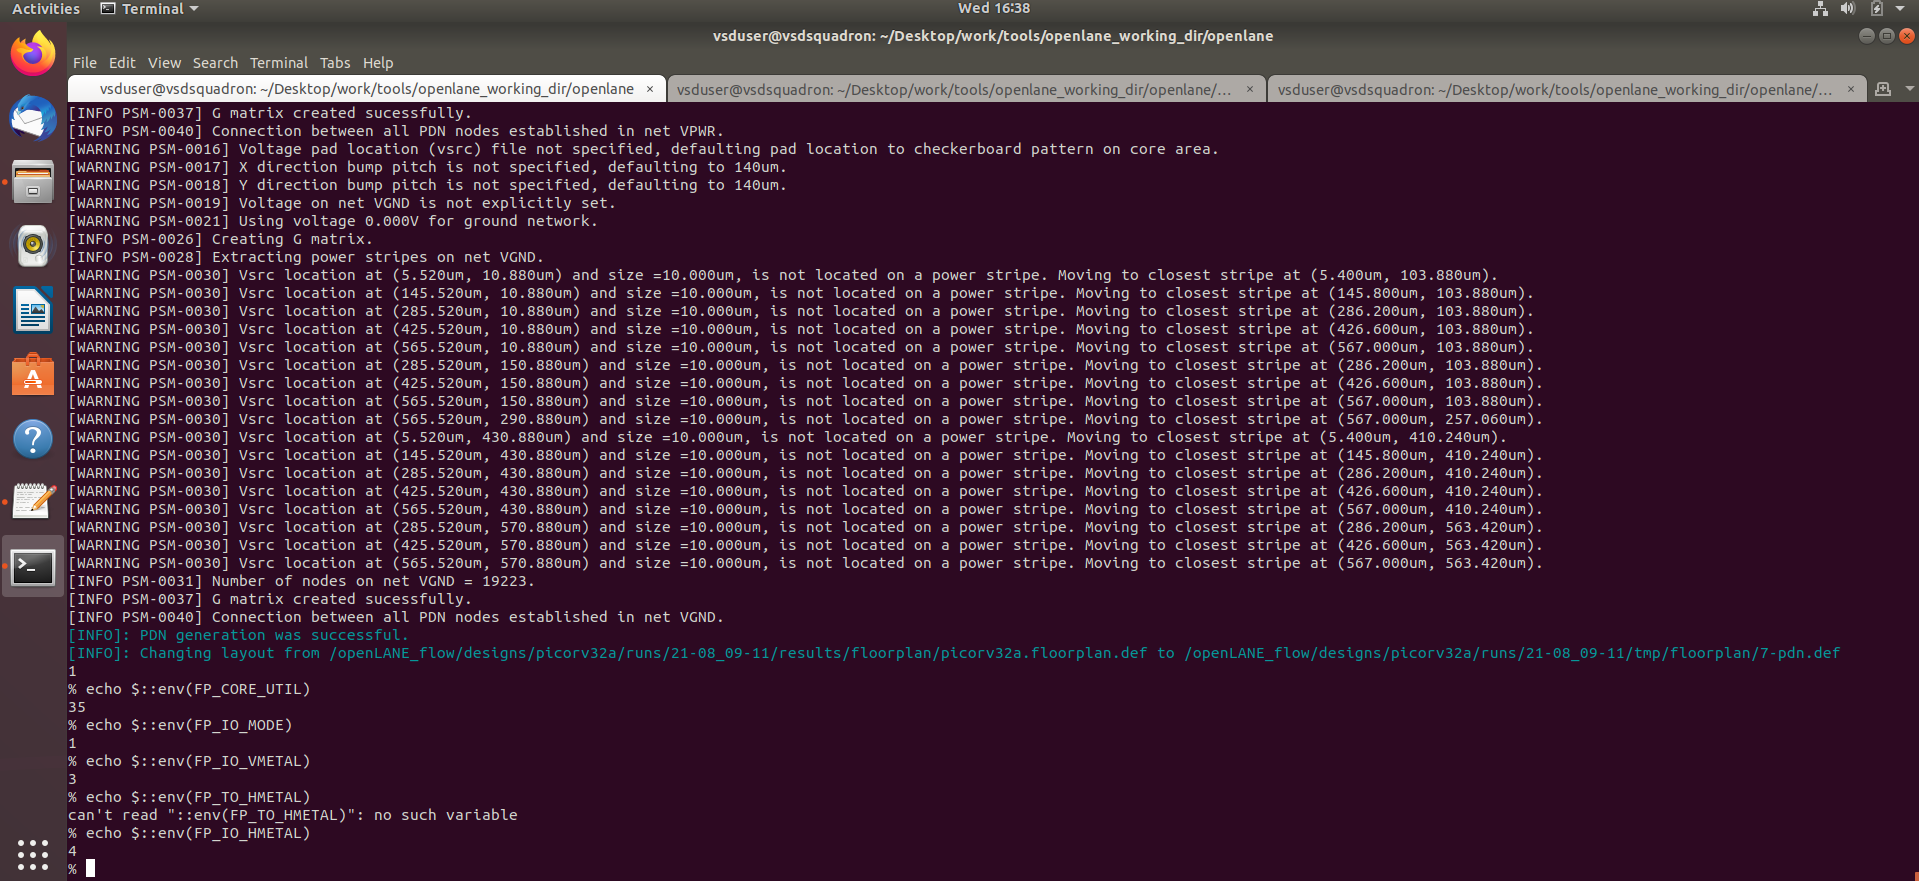 Activities Terminal Wed 16:38
vsduser@vsdsquadron: ~/Desktop/work/tools/openlane_working_dir/openlane
File Edit View Search Terminal Tabs Help
vsduser@vsdsquadron: ~/Desktop/work/tools/openlane_working_dir/openlane × vsduser@vsdsquadron: ~/Desktop/work/tools/openlane_working_dir/openlane/... × vsduser@vsdsquadron: ~/Desktop/work/tools/openlane_working_dir/openlane/... ×
[INFO PSM-0037] G matrix created sucessfully.
[INFO PSM-0040] Connection between all PDN nodes established in net VPWR.
[WARNING PSM-0016] Voltage pad location (vsrc) file not specified, defaulting pad location to checkerboard pattern on core area.
[WARNING PSM-0017] X direction bump pitch is not specified, defaulting to 140um.
[WARNING PSM-0018] Y direction bump pitch is not specified, defaulting to 140um.
[WARNING PSM-0019] Voltage on net VGND is not explicitly set.
[WARNING PSM-0021] Using voltage 0.000V for ground network.
[INFO PSM-0026] Creating G matrix.
[INFO PSM-0028] Extracting power stripes on net VGND.
[WARNING PSM-0030] Vsrc location at (5.520um, 10.880um) and size =10.000um, is not located on a power stripe. Moving to closest stripe at (5.400um, 103.880um).
[WARNING PSM-0030] Vsrc location at (145.520um, 10.880um) and size =10.000um, is not located on a power stripe. Moving to closest stripe at (145.800um, 103.880um).
[WARNING PSM-0030] Vsrc location at (285.520um, 10.880um) and size =10.000um, is not located on a power stripe. Moving to closest stripe at (286.200um, 103.880um).
[WARNING PSM-0030] Vsrc location at (425.520um, 10.880um) and size =10.000um, is not located on a power stripe. Moving to closest stripe at (426.600um, 103.880um).
[WARNING PSM-0030] Vsrc location at (565.520um, 10.880um) and size =10.000um, is not located on a power stripe. Moving to closest stripe at (567.000um, 103.880um).
[WARNING PSM-0030] Vsrc location at (285.520um, 150.880um) and size =10.000um, is not located on a power stripe. Moving to closest stripe at (286.200um, 103.880um).
[WARNING PSM-0030] Vsrc location at (425.520um, 150.880um) and size =10.000um, is not located on a power stripe. Moving to closest stripe at (426.600um, 103.880um).
[WARNING PSM-0030] Vsrc location at (565.520um, 150.880um) and size =10.000um, is not located on a power stripe. Moving to closest stripe at (567.000um, 103.880um).
[WARNING PSM-0030] Vsrc location at (565.520um, 290.880um) and size =10.000um, is not located on a power stripe. Moving to closest stripe at (567.000um, 257.060um).
[WARNING PSM-0030] Vsrc location at (5.520um, 430.880um) and size =10.000um, is not located on a power stripe. Moving to closest stripe at (5.400um, 410.240um).
[WARNING PSM-0030] Vsrc location at (145.520um, 430.880um) and size =10.000um, is not located on a power stripe. Moving to closest stripe at (145.800um, 410.240um).
[WARNING PSM-0030] Vsrc location at (285.520um, 430.880um) and size =10.000um, is not located on a power stripe. Moving to closest stripe at (286.200um, 410.240um).
[WARNING PSM-0030] Vsrc location at (425.520um, 430.880um) and size =10.000um, is not located on a power stripe. Moving to closest stripe at (426.600um, 410.240um).
[WARNING PSM-0030] Vsrc location at (565.520um, 430.880um) and size =10.000um, is not located on a power stripe. Moving to closest stripe at (567.000um, 410.240um).
[WARNING PSM-0030] Vsrc location at (285.520um, 570.880um) and size =10.000um, is not located on a power stripe. Moving to closest stripe at (286.200um, 563.420um).
[WARNING PSM-0030] Vsrc location at (425.520um, 570.880um) and size =10.000um, is not located on a power stripe. Moving to closest stripe at (426.600um, 563.420um).
[WARNING PSM-0030] Vsrc location at (565.520um, 570.880um) and size =10.000um, is not located on a power stripe. Moving to closest stripe at (567.000um, 563.420um).
[INFO PSM-0031] Number of nodes on net VGND = 19223.
[INFO PSM-0037] G matrix created sucessfully.
[INFO PSM-0040] Connection between all PDN nodes established in net VGND.
[INFO]: PDN generation was successful.
[INFO]: Changing layout from /openLANE_flow/designs/picorv32a/runs/21-08_09-11/results/floorplan/picorv32a.floorplan.def to /openLANE_flow/designs/picorv32a/runs/21-08_09-11/tmp/floorplan/7-pdn.def
1
% echo $::env(FP_CORE_UTIL)
35
% echo $::env(FP_IO_MODE)
1
% echo $::env(FP_IO_VMETAL)
3
% echo $::env(FP_TO_HMETAL)
can't read "::env(FP_TO_HMETAL)": no such variable
% echo $::env(FP_IO_HMETAL)
4
%